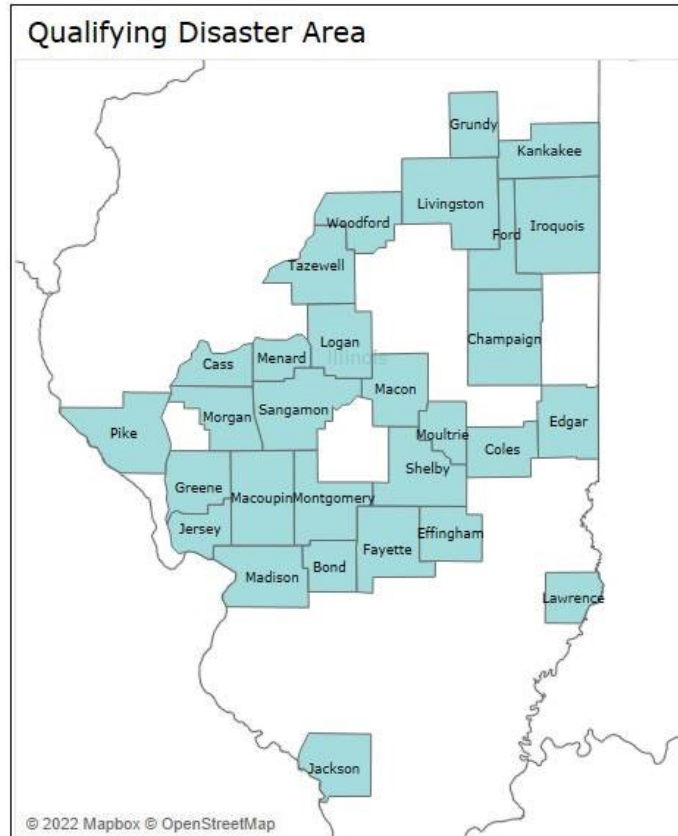 Qualifying Disaster Area
Grundy
Kankakee
Livingston
Woodford
Ford
Iroquois
Tazewell
Logan
Champaign
Illinois
Cass
Menard
Macon
Morgan
Sangamon
Pike
Moultrie
Edgar
Coles
Shelby
Greene
Macoupin
Montgomery
Jersey
Effingham
Fayette
Bond
Madison
Lawrence
Jackson
© 2022 Mapbox © OpenStreetMap